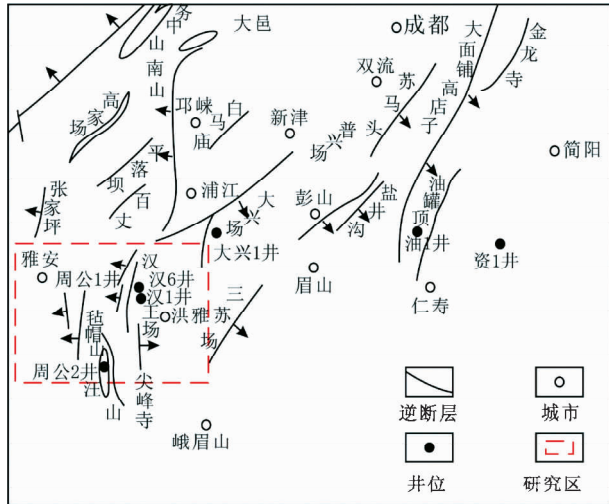 务中山
大邑
成都
大面铺
金龙寺
南山
双流
苏马头
高店子
高家场
邛崃
白马庙
新津
普兴场
简阳
平落坝
百丈
张家坪
浦江
大兴场
彭山
盐井沟
油罐顶
大兴1井
油1井
资1井
雅安
周公1井
汉王场
汉6井
汉1井
眉山
仁寿
毡帽山
洪雅
三苏场
周公2井
汪山
尖峰寺
峨眉山
逆断层
城市
井位
研究区